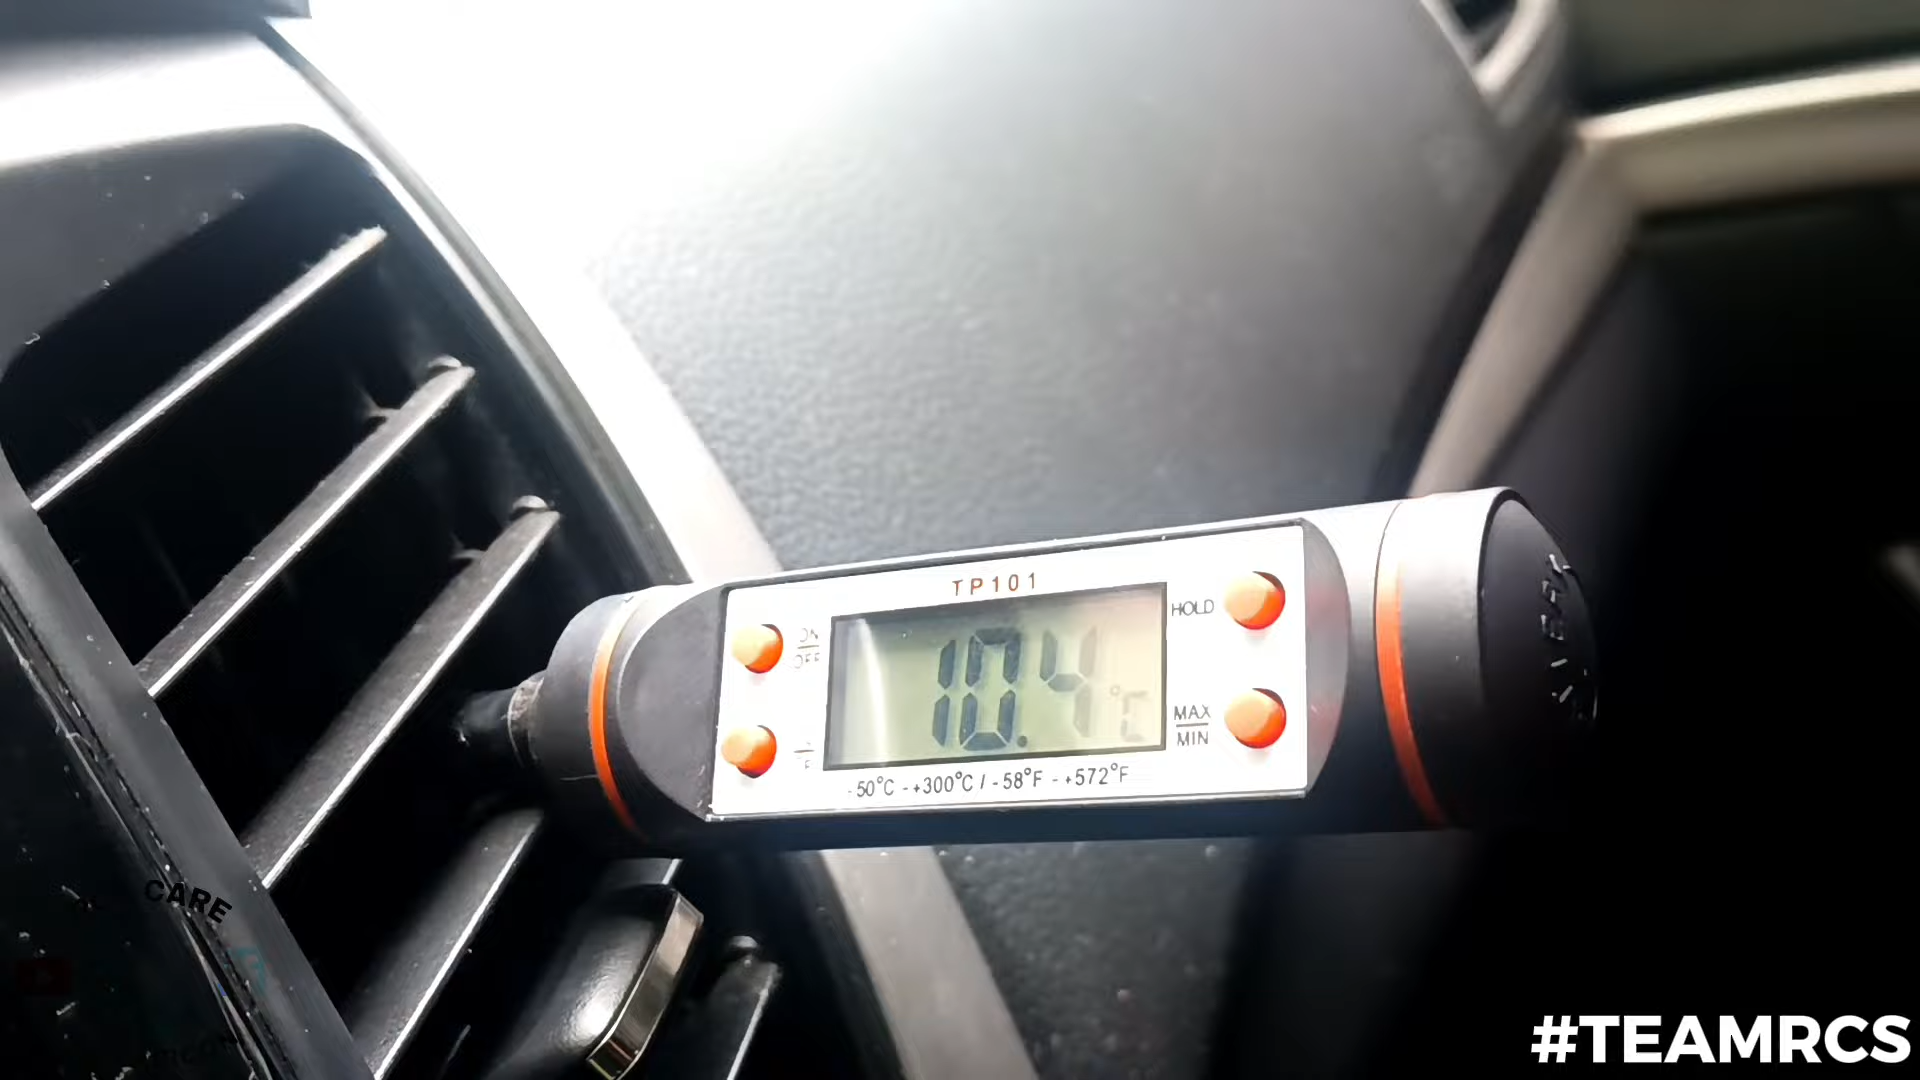 TP101
ON
OFF
HOLD
10.4 °C
MAX
MIN
-50°C -+300°C / -58°F - +572°F
CARE
#TEAMRCS